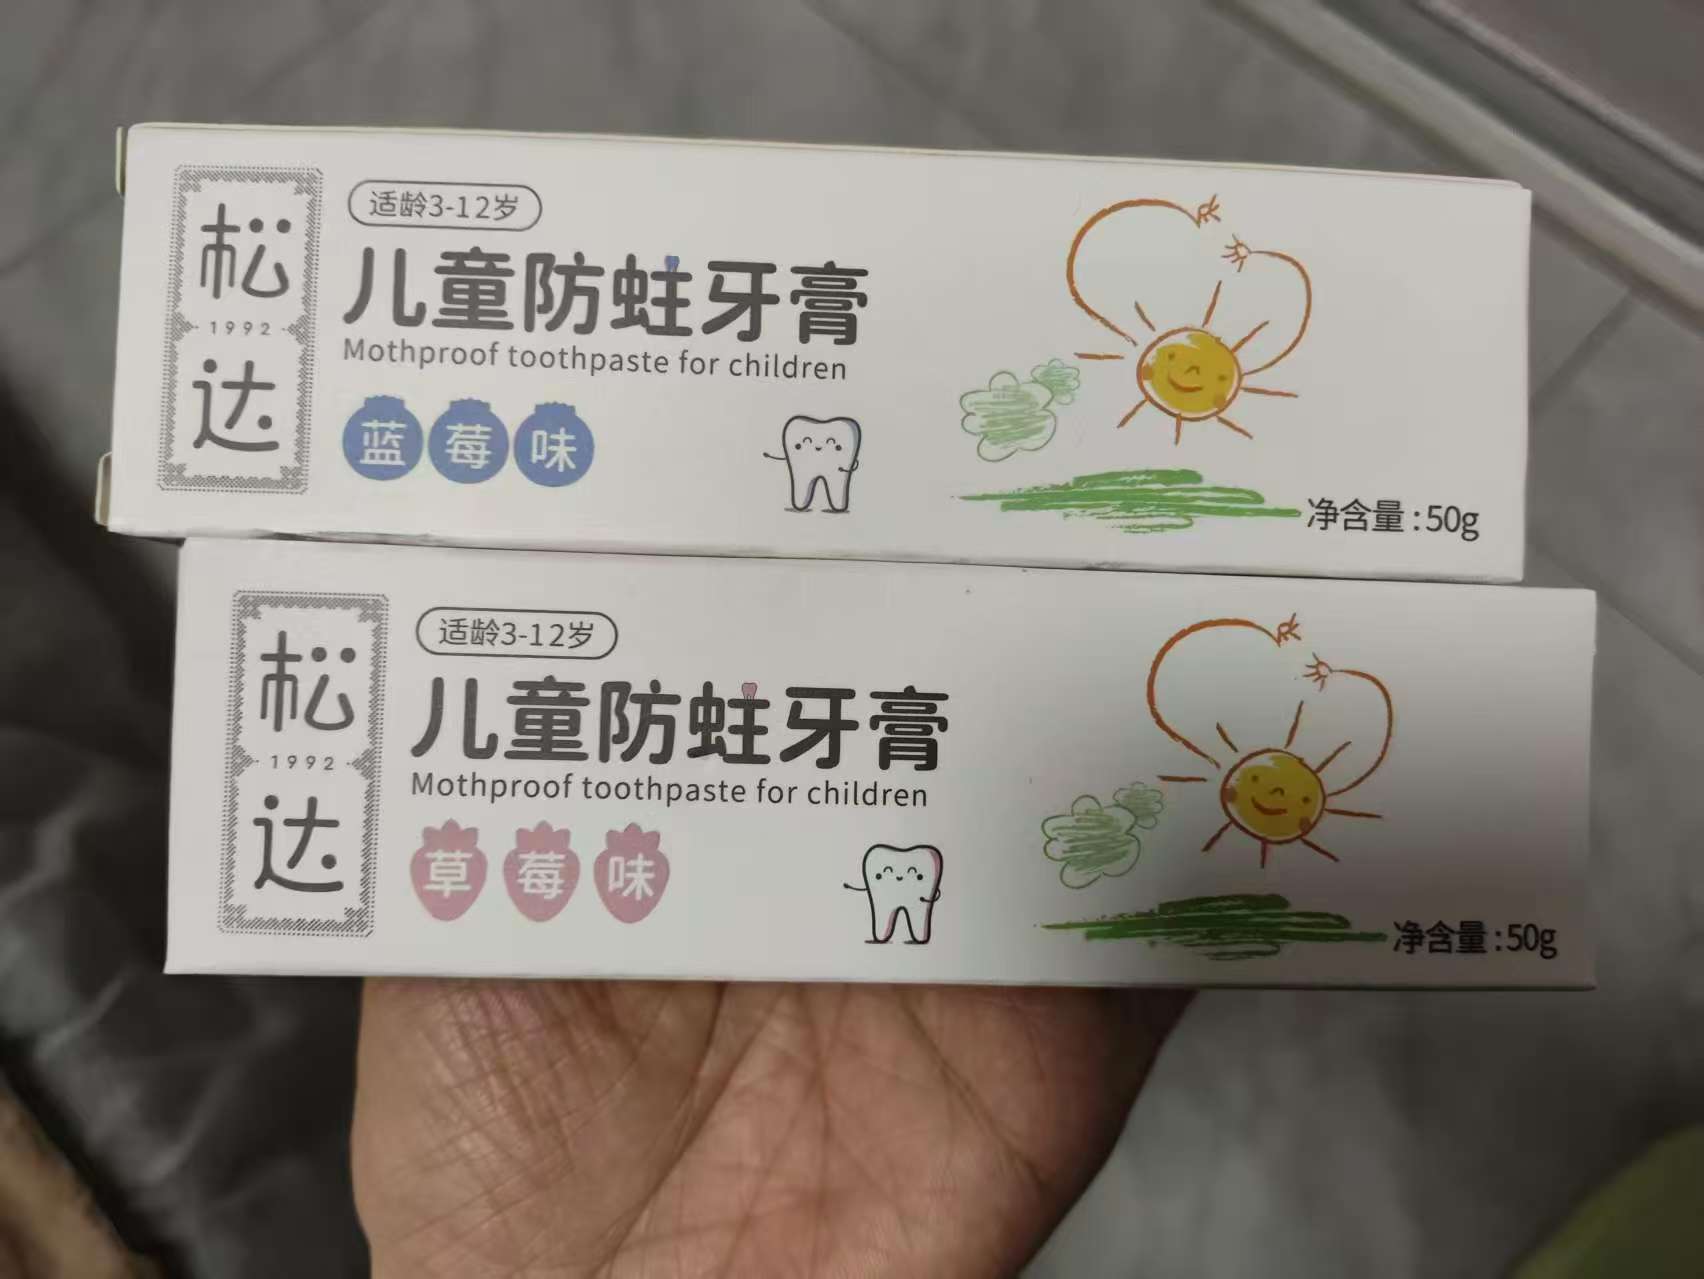 松
1992
达
适龄3-12岁
儿童防蛀牙膏
Mothproof toothpaste for children
蓝莓味
净含量:50g
松
1992
达
适龄3-12岁
儿童防蛀牙膏
Mothproof toothpaste for children
草莓味
净含量:50g